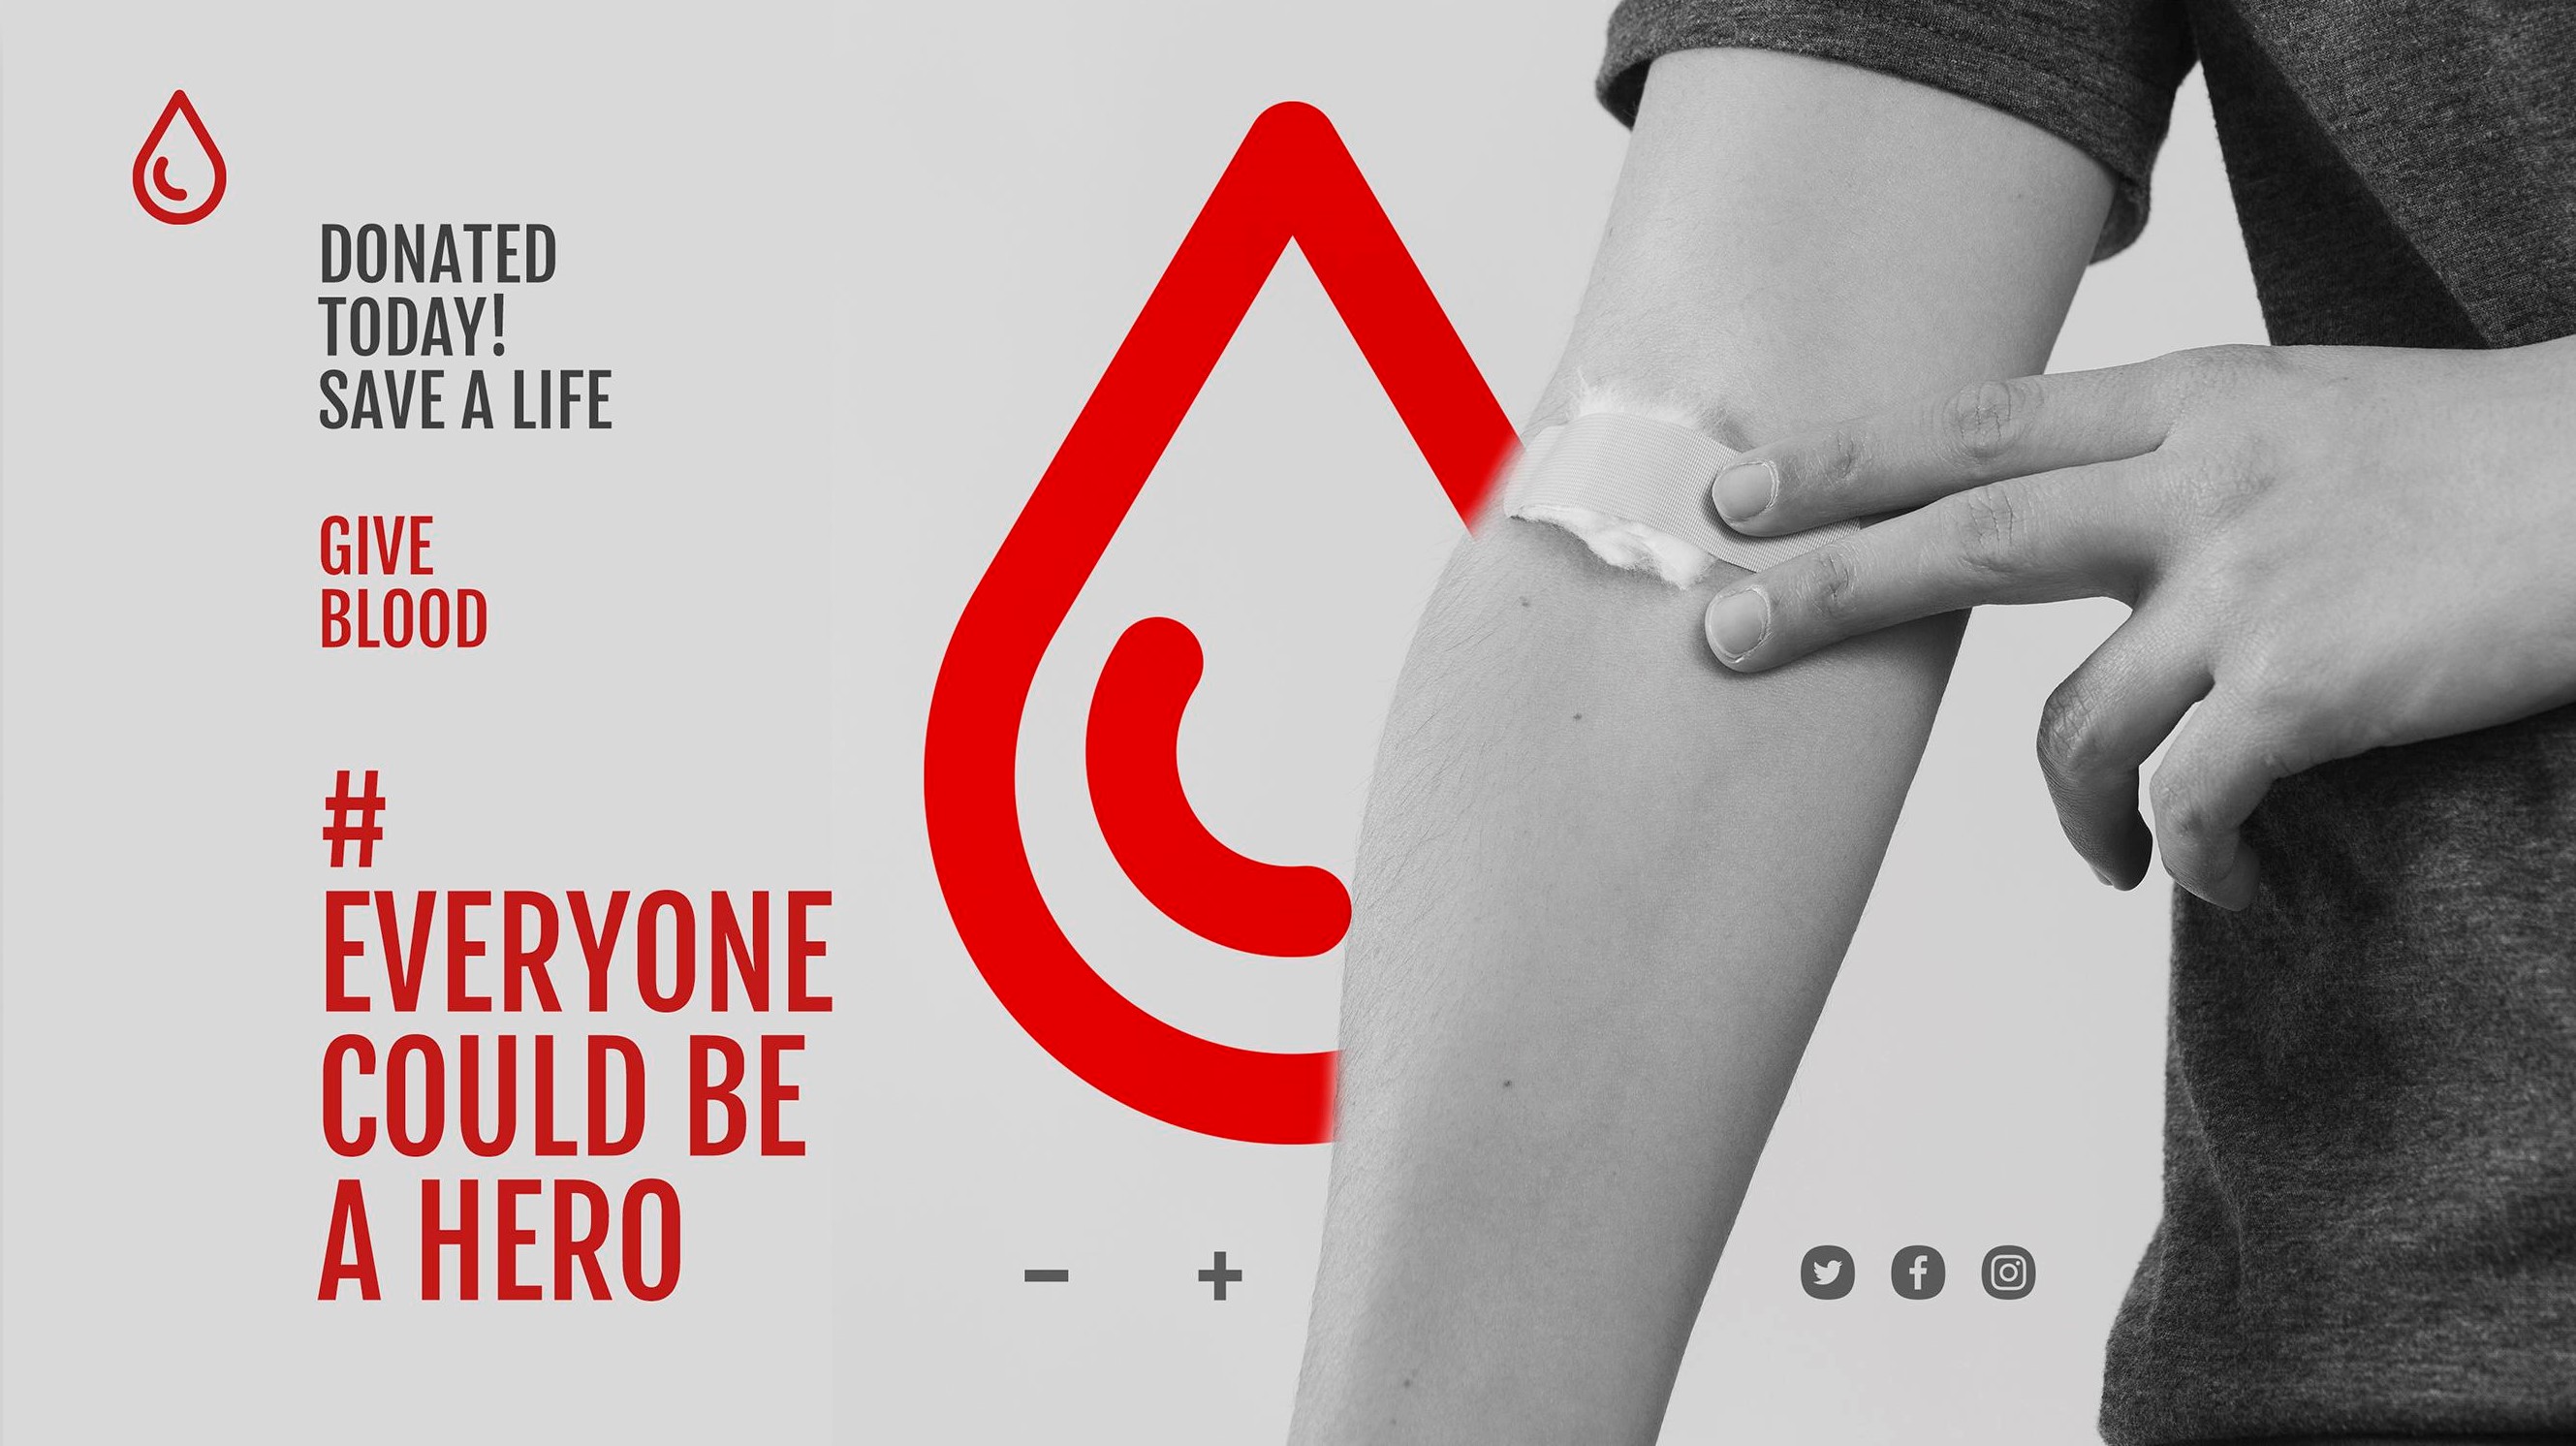 DONATED
TODAY!
SAVE A LIFE
GIVE
BLOOD
#
EVERYONE
COULD BE
A HERO
- +